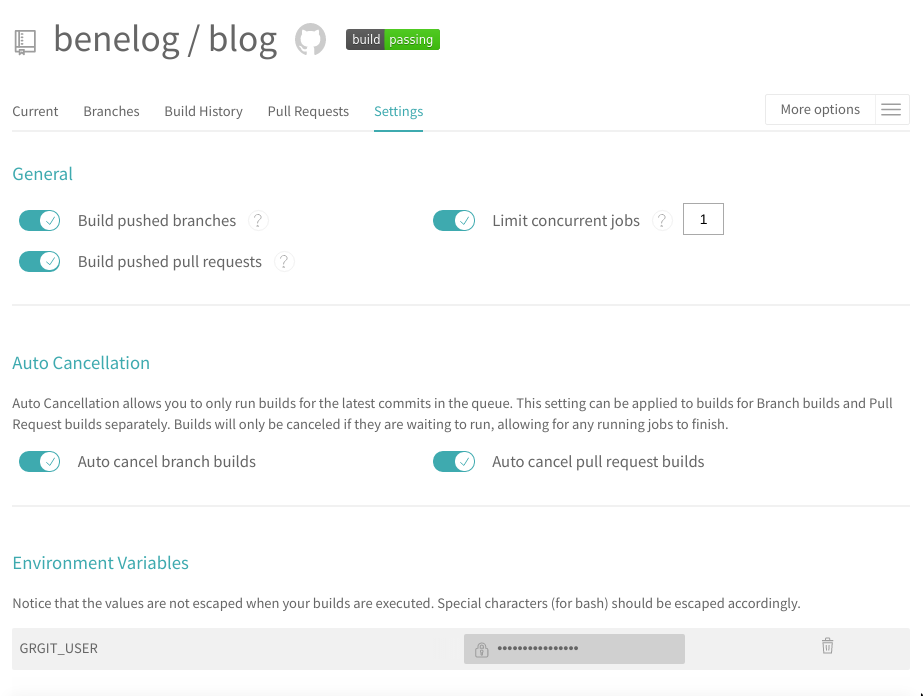 benelog / blog
build passing
Current Branches Build History Pull Requests Settings More options
General
Build pushed branches ? Limit concurrent jobs ? 1
Build pushed pull requests ?
Auto Cancellation
Auto Cancellation allows you to only run builds for the latest commits in the queue. This setting can be applied to builds for Branch builds and Pull
Request builds separately. Builds will only be canceled if they are waiting to run, allowing for any running jobs to finish.
Auto cancel branch builds Auto cancel pull request builds
Environment Variables
Notice that the values are not escaped when your builds are executed. Special characters (for bash) should be escaped accordingly.
GRGIT_USER ••••••••••••••••